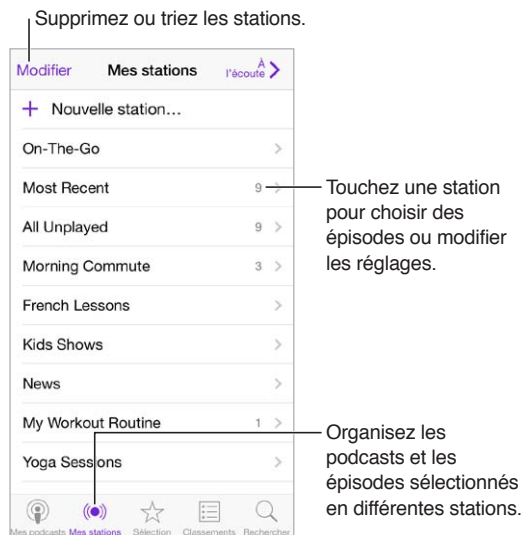 Supprimez ou triez les stations.
Modifier Mes stations À l'écoute
Nouvelle station...
On-The-Go
Most Recent 9
All Unplayed 9
Morning Commute 3
French Lessons
Kids Shows
News
My Workout Routine 1
Yoga Sessions
Mes podcasts Mes stations Sélection Classements Rechercher
Touchez une station
pour choisir des
épisodes ou modifier
les réglages.
Organisez les
podcasts et les
épisodes sélectionnés
en différentes stations.